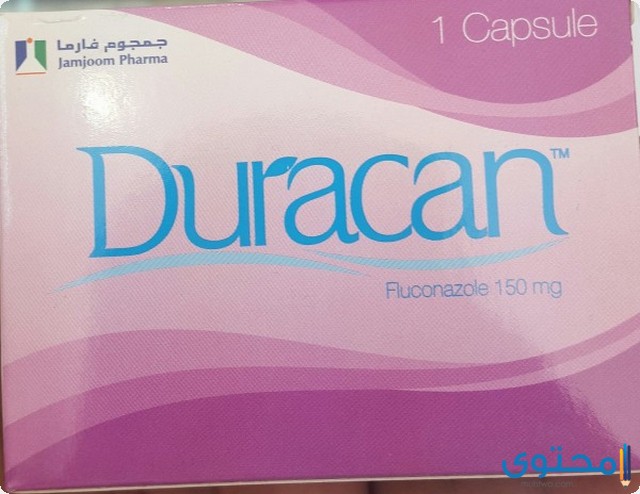 جمجوم فارما
Jamjoom Pharma
1 Capsule
Duracan™
Fluconazole 150 mg
محتوى